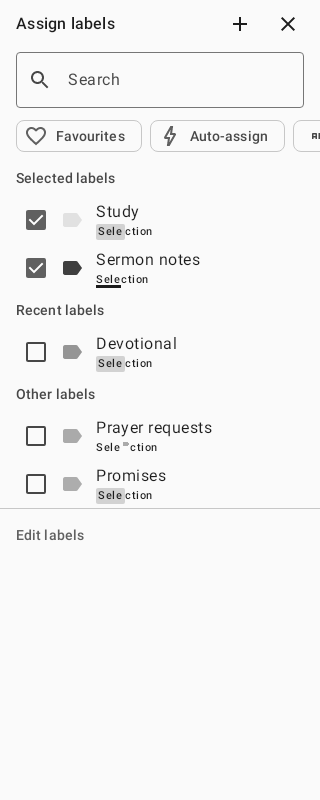 Assign labels
Search
Favourites
Auto-assign
Selected labels
Study
Selection
Sermon notes
Selection
Recent labels
Devotional
Selection
Other labels
Prayer requests
Selection
Promises
Selection
Edit labels